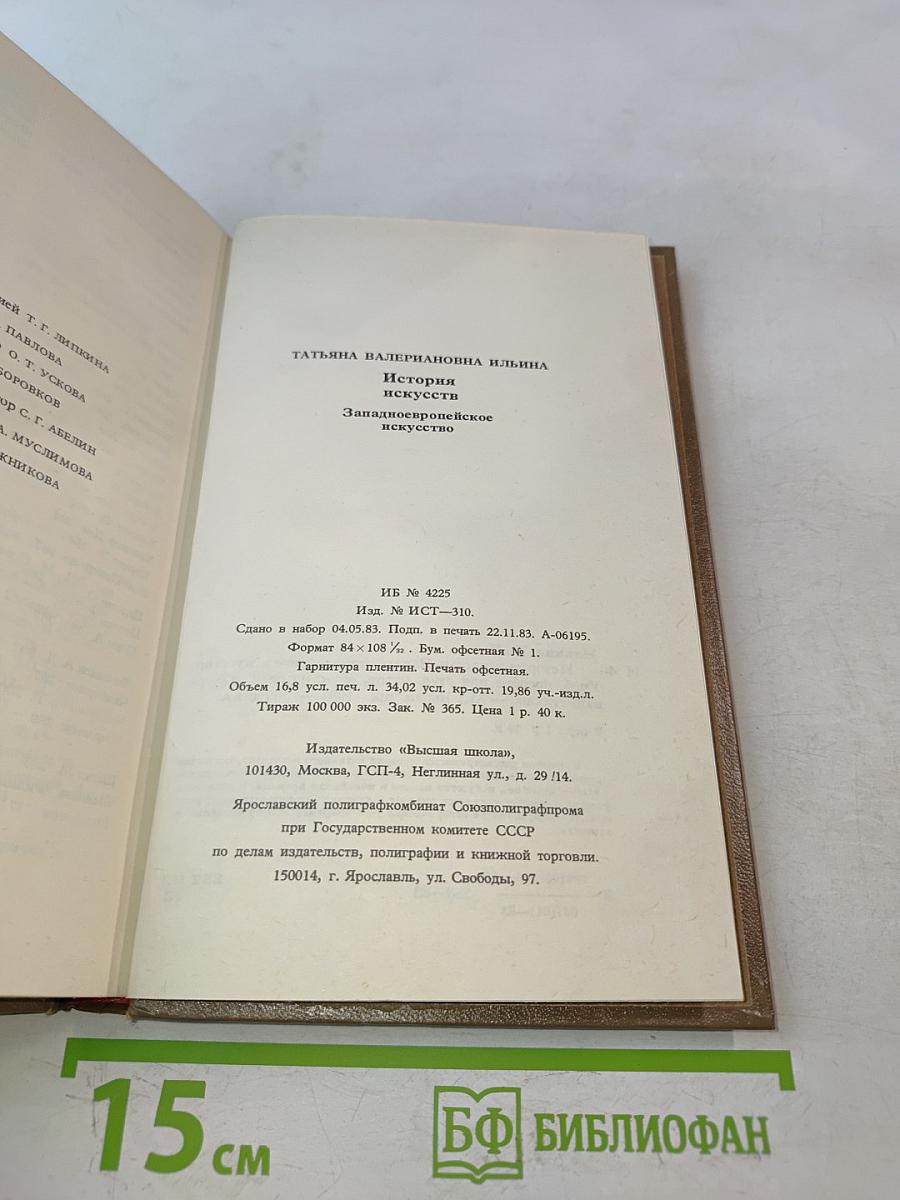 ией Т. Г. ЛИПКИНА
ПАВЛОВА
О. Т. УСКОВА
БОРОВКОВ
ор С. Г. АБЕЛИН
А. МУСЛИМОВА
ЖНИКОВА
ТАТЬЯНА ВАЛЕРИАНОВНА ИЛЬИНА
История
искусств
Западноевропейское
искусство
ИБ № 4225
Изд. № ИСТ—310.
Сдано в набор 04.05.83. Подп. в печать 22.11.83. А-06195.
Формат 84×108 1/32. Бум. офсетная № 1.
Гарнитура плентин. Печать офсетная.
Объем 16,8 усл. печ. л. 34,02 усл. кр-отт. 19,86 уч.-изд.л.
Тираж 100 000 экз. Зак. № 365. Цена 1 р. 40 к.
Издательство «Высшая школа»,
101430, Москва, ГСП-4, Неглинная ул., д. 29/14.
Ярославский полиграфкомбинат Союзполиграфпрома
при Государственном комитете СССР
по делам издательств, полиграфии и книжной торговли.
150014, г. Ярославль, ул. Свободы, 97.
15 см
БФ БИБЛИОФАН